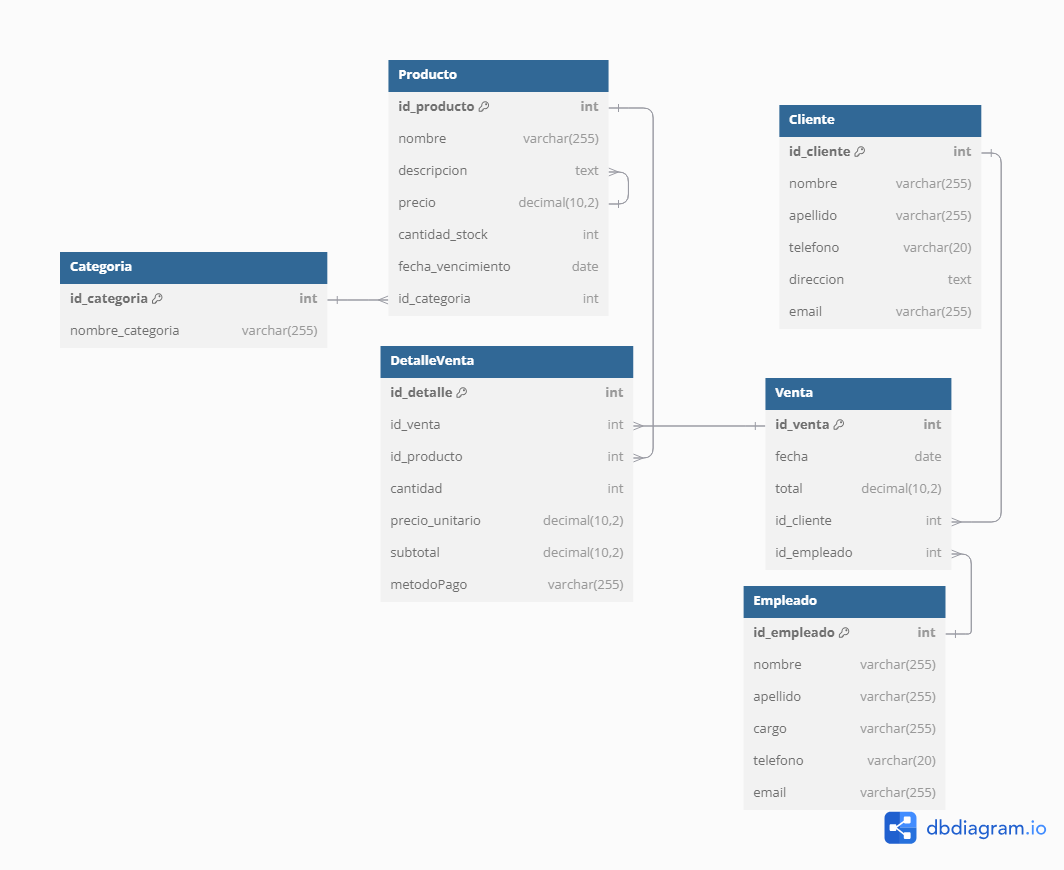 Producto
id_producto int
nombre varchar(255)
descripcion text
precio decimal(10,2)
cantidad_stock int
fecha_vencimiento date
id_categoria int
Cliente
id_cliente int
nombre varchar(255)
apellido varchar(255)
telefono varchar(20)
direccion text
email varchar(255)
Categoria
id_categoria int
nombre_categoria varchar(255)
DetalleVenta
id_detalle int
id_venta int
id_producto int
cantidad int
precio_unitario decimal(10,2)
subtotal decimal(10,2)
metodoPago varchar(255)
Venta
id_venta int
fecha date
total decimal(10,2)
id_cliente int
id_empleado int
Empleado
id_empleado int
nombre varchar(255)
apellido varchar(255)
cargo varchar(255)
telefono varchar(20)
email varchar(255)
dbdiagram.io